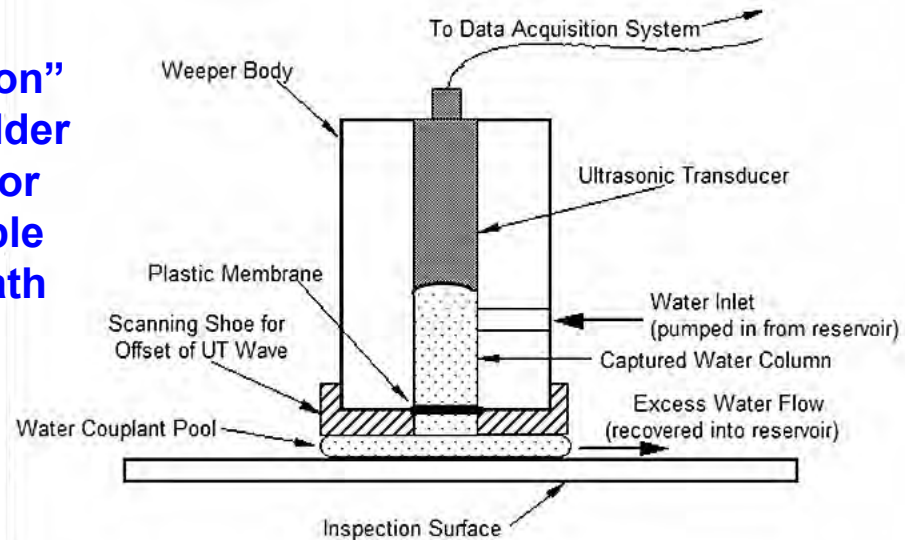 on”
lder
or
ole
ath
To Data Acquisition System
Weeper Body
Ultrasonic Transducer
Plastic Membrane
Water Inlet
(pumped in from reservoir)
Scanning Shoe for
Offset of UT Wave
Captured Water Column
Excess Water Flow
(recovered into reservoir)
Water Couplant Pool
Inspection Surface